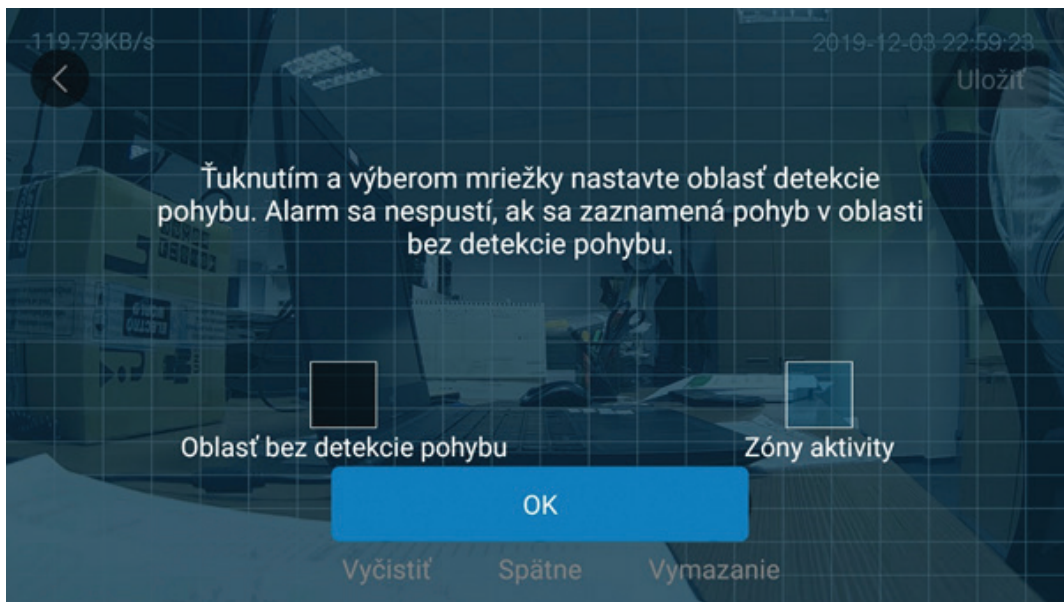 119.73KB/s
2019-12-03 22:59:23
Uložiť
Ťuknutím a výberom mriežky nastavte oblasť detekcie
pohybu. Alarm sa nespustí, ak sa zaznamená pohyb v oblasti
bez detekcie pohybu.
Oblasť bez detekcie pohybu
Zóny aktivity
OK
Vyčistiť
Spätne
Vymazanie